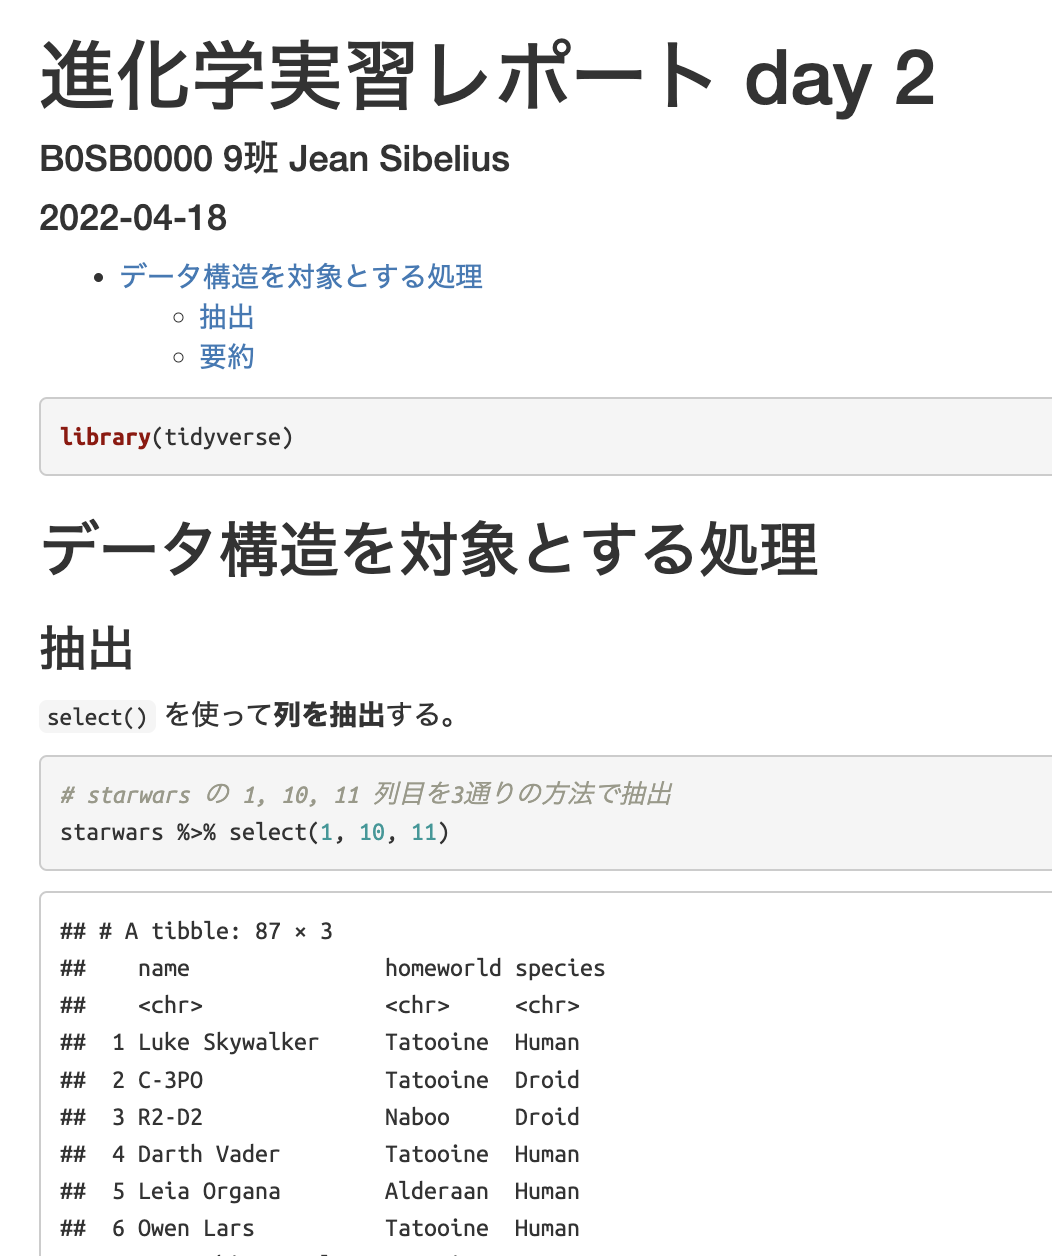 進化学実習レポート day 2
B0SB0000 9班 Jean Sibelius
2022-04-18
データ構造を対象とする処理
抽出
要約
library(tidyverse)
データ構造を対象とする処理
抽出
select() を使って列を抽出する。
# starwars の 1, 10, 11 列目を3通りの方法で抽出
starwars %>% select(1, 10, 11)
## # A tibble: 87 × 3
##    name               homeworld species
##    <chr>              <chr>     <chr>
##  1 Luke Skywalker     Tatooine  Human
##  2 C-3PO              Tatooine  Droid
##  3 R2-D2              Naboo     Droid
##  4 Darth Vader        Tatooine  Human
##  5 Leia Organa        Alderaan  Human
##  6 Owen Lars          Tatooine  Human